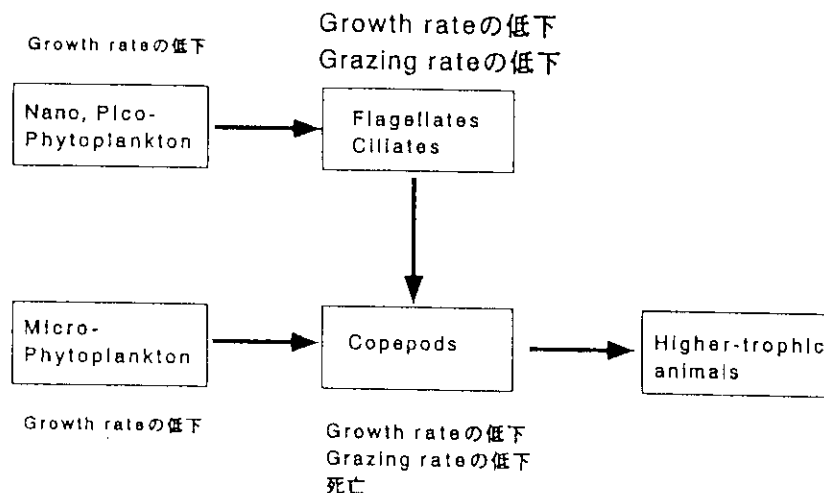 Growth rateの低下
Growth rateの低下
Grazing rateの低下
Nano, Pico-
Phytoplankton
Flagellates
Ciliates
Micro-
Phytoplankton
Copepods
Higher-trophic
animals
Growth rateの低下
Growth rateの低下
Grazing rateの低下
死亡